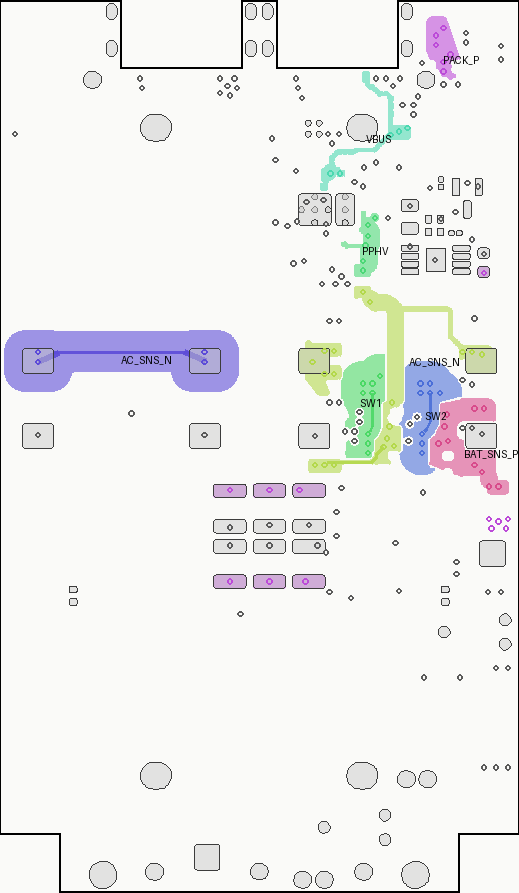 PACK_P
VBUS
PPHV
AC_SNS_N
AC_SNS_N
SW1
SW2
BAT_SNS_P